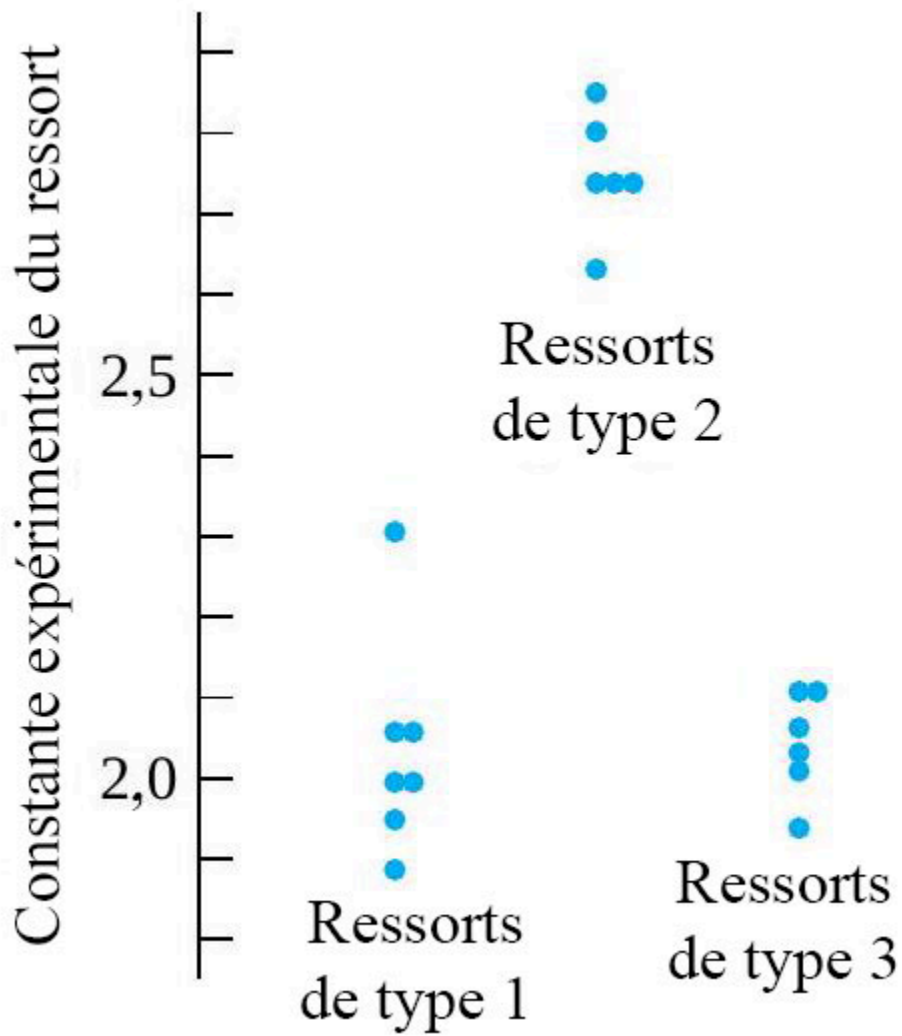 Constante expérimentale du ressort
2,5
2,0
Ressorts
de type 2
Ressorts
de type 1
Ressorts
de type 3